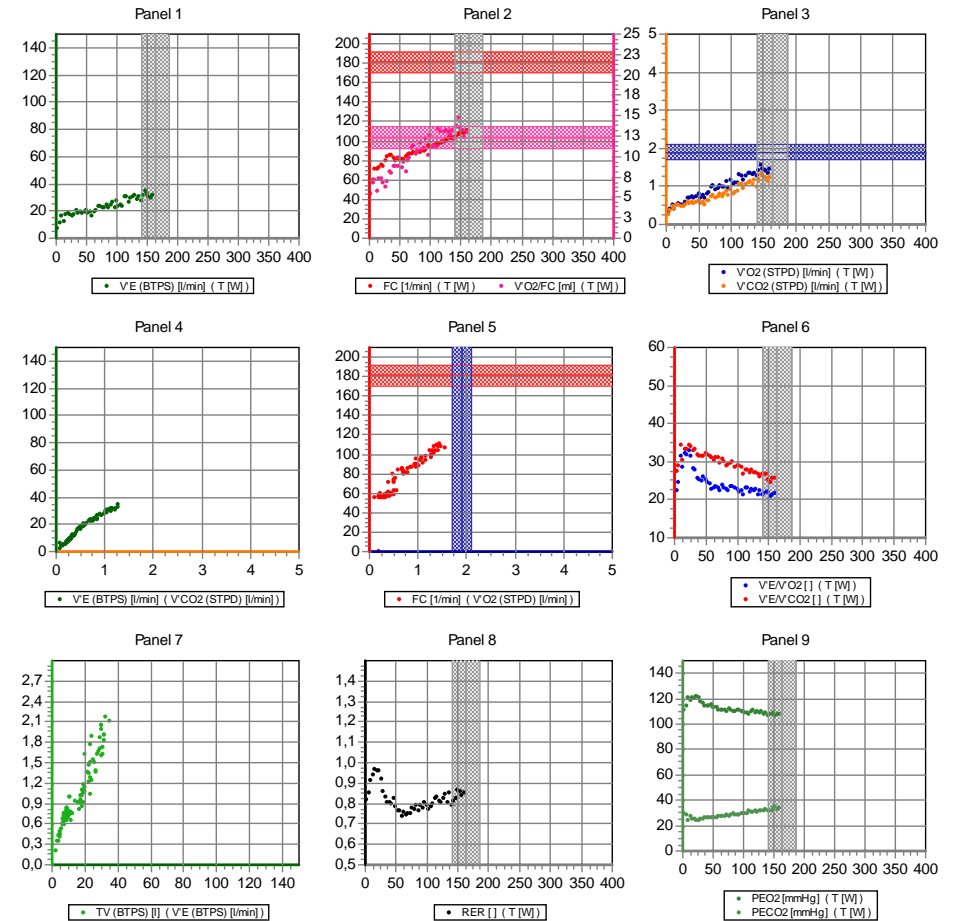 Panel 1
140
120
100
80
60
40
20
0
0 50 100 150 200 250 300 350 400
V'E (BTPS) [l/min] ( T [W] )
Panel 2
200
180
160
140
120
100
80
60
40
20
0
25
23
20
18
15
13
10
8
5
3
0
0 50 100 150 200 250 300 350 400
FC [1/min] ( T [W] ) V'O2/FC [ml] ( T [W] )
Panel 3
5
4
3
2
1
0
0 50 100 150 200 250 300 350 400
V'O2 (STPD) [l/min] ( T [W] )
V'CO2 (STPD) [l/min] ( T [W] )
Panel 4
140
120
100
80
60
40
20
0
0 1 2 3 4 5
V'E (BTPS) [l/min] ( V'CO2 (STPD) [l/min] )
Panel 5
200
180
160
140
120
100
80
60
40
20
0
0 1 2 3 4 5
FC [1/min] ( V'O2 (STPD) [l/min] )
Panel 6
60
50
40
30
20
10
0 50 100 150 200 250 300 350 400
V'E/V'O2 [ ] ( T [W] )
V'E/V'CO2 [ ] ( T [W] )
Panel 7
2,7
2,4
2,1
1,8
1,5
1,2
0,9
0,6
0,3
0,0
0 20 40 60 80 100 120 140
TV (BTPS) [l] ( V'E (BTPS) [l/min] )
Panel 8
1,4
1,3
1,2
1,1
1,0
0,9
0,8
0,7
0,6
0,5
0 50 100 150 200 250 300 350 400
RER [ ] ( T [W] )
Panel 9
140
120
100
80
60
40
20
0
0 50 100 150 200 250 300 350 400
PEO2 [mmHg] ( T [W] )
PECO2 [mmHg] ( T [W] )